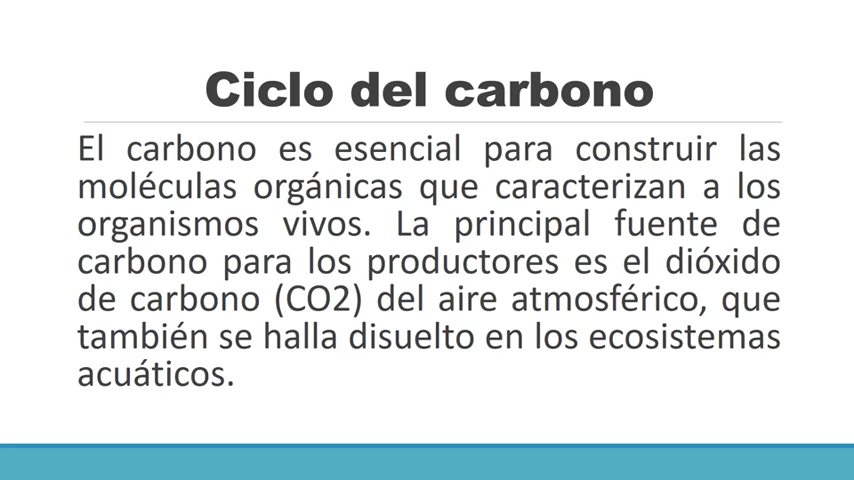 Ciclo del carbono
El carbono es esencial para construir las
moléculas orgánicas que caracterizan a los
organismos vivos. La principal fuente de
carbono para los productores es el dióxido
de carbono (CO2) del aire atmosférico, que
también se halla disuelto en los ecosistemas
acuáticos.